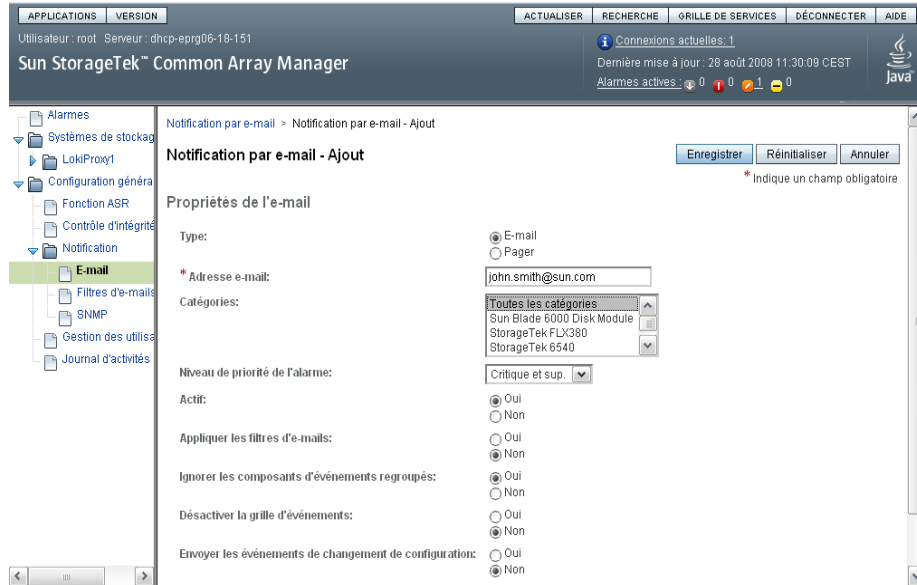 APPLICATIONS VERSION ACTUALISER RECHERCHE GRILLE DE SERVICES DÉCONNECTER AIDE
Utilisateur : root Serveur : dhcp-eprg06-18-151
Sun StorageTek™ Common Array Manager
Connexions actuelles: 1
Dernière mise à jour : 28 août 2008 11:30:09 CEST
Alarmes actives : 0 0 1 0
Java
Alarmes
Systèmes de stockag
LokiProxy1
Configuration généra
Fonction ASR
Contrôle d'intégrité
Notification
E-mail
Filtres d'e-mails
SNMP
Gestion des utilisa
Journal d'activités
Notification par e-mail > Notification par e-mail - Ajout
Notification par e-mail - Ajout
Enregistrer Réinitialiser Annuler
* Indique un champ obligatoire
Propriétés de l'e-mail
Type: E-mail
Pager
* Adresse e-mail: john.smith@sun.com
Catégories: Toutes les catégories
Sun Blade 6000 Disk Module
StorageTek FLX380
StorageTek 6540
Niveau de priorité de l'alarme: Critique et sup.
Actif: Oui
Non
Appliquer les filtres d'e-mails: Oui
Non
Ignorer les composants d'événements regroupés: Oui
Non
Désactiver la grille d'événements: Oui
Non
Envoyer les événements de changement de configuration: Oui
Non